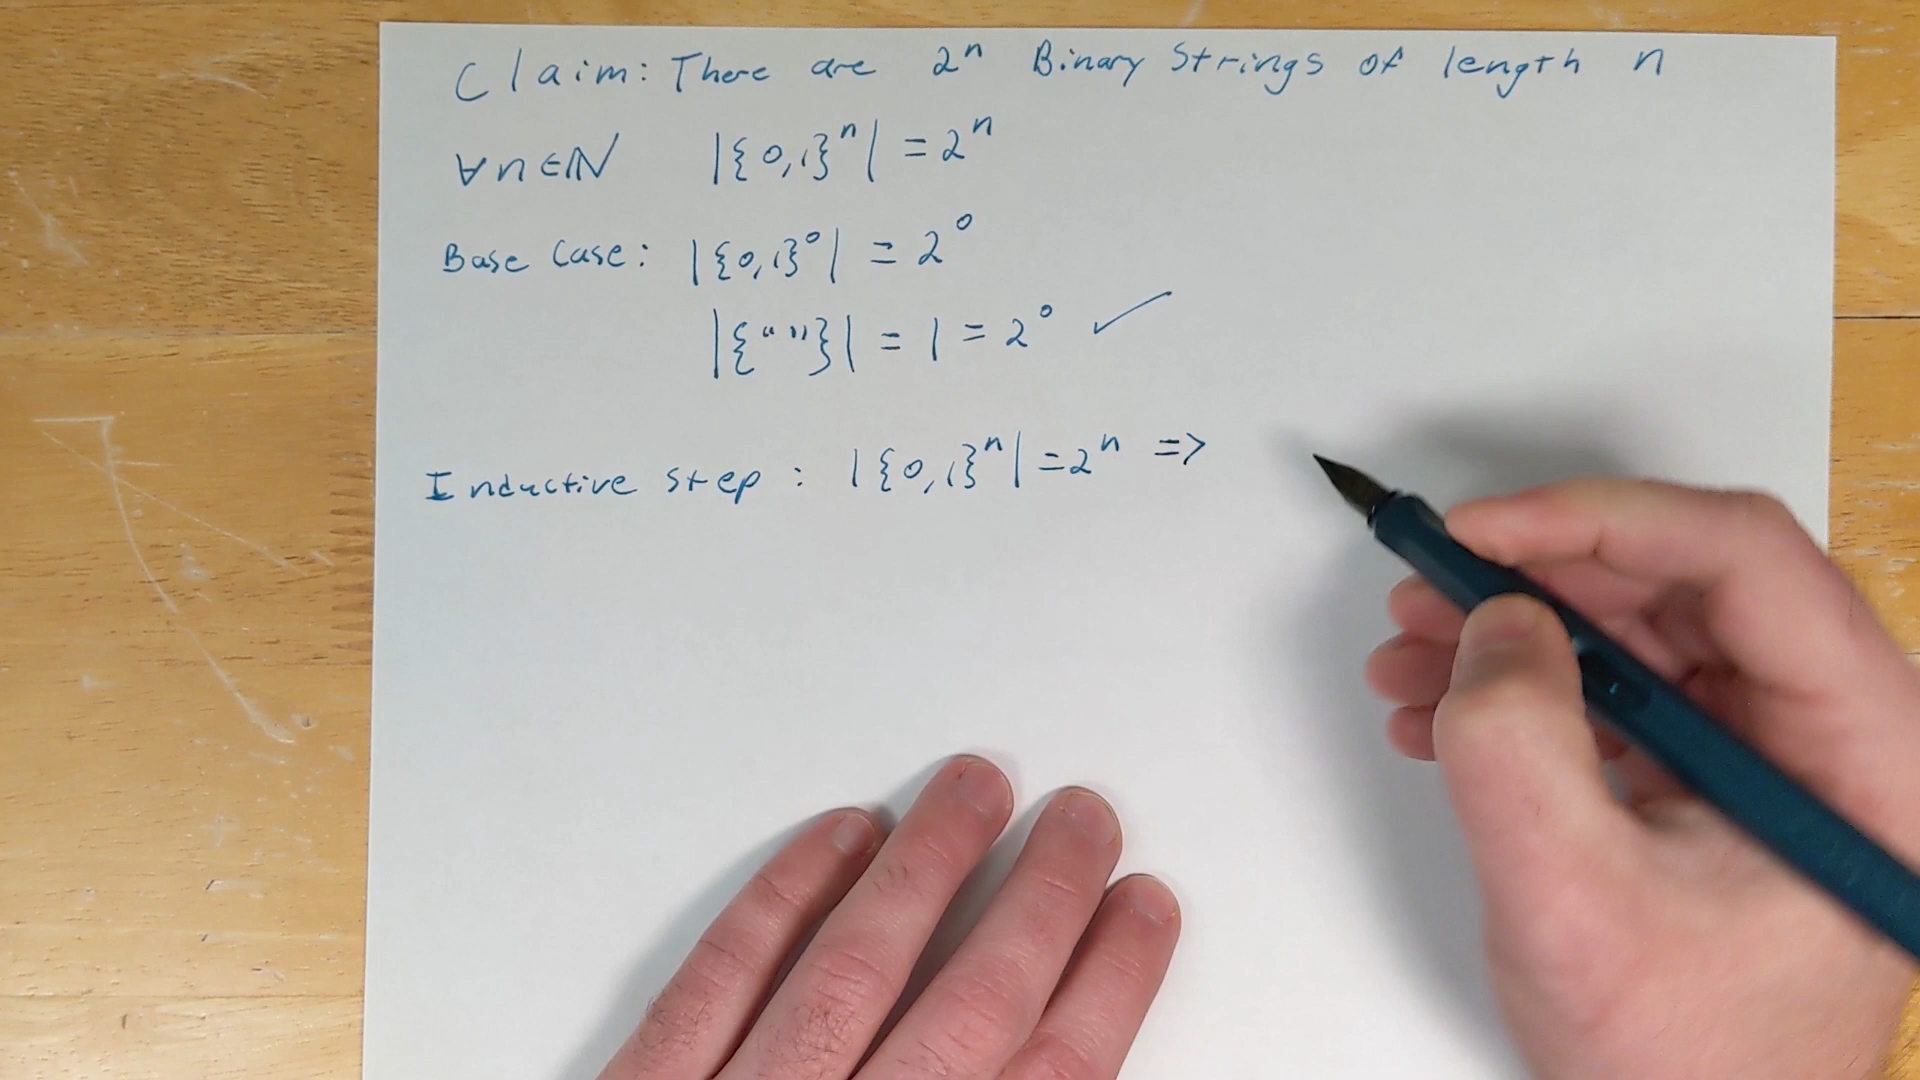 Claim: There are 2ⁿ Binary Strings of length n
∀n∈ℕ |{0,1}ⁿ| = 2ⁿ
Base Case: |{0,1}⁰| = 2⁰
|{“ ”}| = 1 = 2⁰ ✓
Inductive step : |{0,1}ⁿ| = 2ⁿ =>